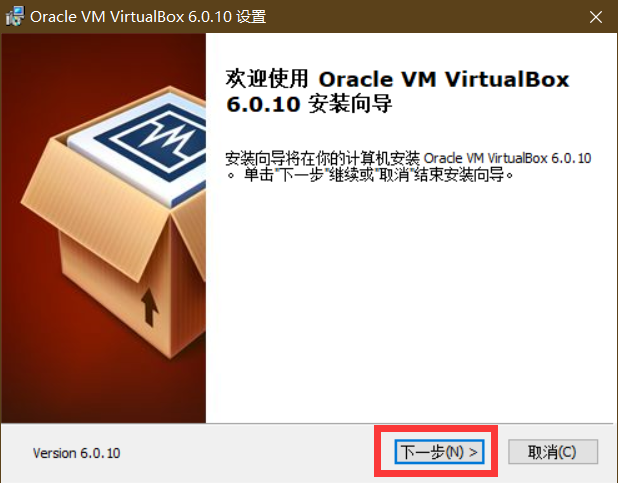 Oracle VM VirtualBox 6.0.10 设置
欢迎使用 Oracle VM VirtualBox
6.0.10 安装向导
安装向导将在你的计算机安装 Oracle VM VirtualBox 6.0.10
。单击"下一步"继续或"取消"结束安装向导。
Version 6.0.10
下一步(N) >
取消(C)